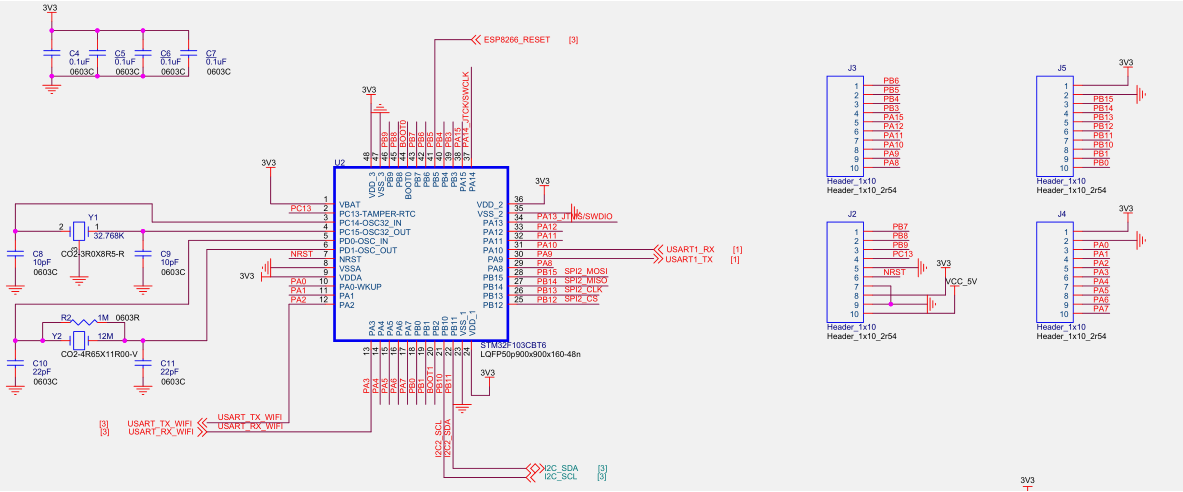 3V3
C4 C5 C6 C7
0.1uF 0.1uF 0.1uF 0.1uF
0603C 0603C 0603C 0603C
ESP8266_RESET [3]
3V3
PB9
PB8
BOOT0
PB7
PB6
PB5
PB4
PB3
PA15
PA14_JTCK/SWCLK
48 47 46 45 44 43 42 41 40 39 38 37
U2
VDD_3
VSS_3
PB9
PB8
BOOT0
PB7
PB6
PB5
PB4
PB3
PA15
PA14
3V3
1 VBAT
PC13 2 PC13-TAMPER-RTC
3 PC14-OSC32_IN
4 PC15-OSC32_OUT
5 PD0-OSC_IN
6 PD1-OSC_OUT
NRST 7 NRST
8 VSSA
3V3 9 VDDA
PA0 10 PA0-WKUP
PA1 11 PA1
PA2 12 PA2
3V3
VDD_2 36
VSS_2 35
PA13 34 PA13_JTMS/SWDIO
PA12 33 PA12
PA11 32 PA11
PA10 31 PA10 USART1_RX [1]
PA9 30 PA9 USART1_TX [1]
PA8 29 PA8
PB15 28 PB15 SPI2_MOSI
PB14 27 PB14 SPI2_MISO
PB13 26 PB13 SPI2_CLK
PB12 25 PB12 SPI2_CS
PA3
PA4
PA5
PA6
PA7
PB0
PB1
PB2
PB10
PB11
VSS_1
VDD_1
STM32F103CBT6
LQFP50p900x900x160-48n
13 14 15 16 17 18 19 20 21 22 23 24
PA3
PA4
PA5
PA6
PA7
PB0
PB1
BOOT1
PB10
PB11
3V3
I2C2_SCL
I2C2_SDA
I2C_SDA [3]
I2C_SCL [3]
Y1
2 1
3
32.768K
C8
10pF
0603C
CO2-3R0X8R5-R
C9
10pF
0603C
R2 1M 0603R
Y2 12M
CO2-4R65X11R00-V
C10
22pF
0603C
C11
22pF
0603C
[3] USART_TX_WIFI USART_TX_WIFI
[3] USART_RX_WIFI USART_RX_WIFI
J3
1 PB6
2 PB5
3 PB4
4 PB3
5 PA15
6 PA12
7 PA11
8 PA10
9 PA9
10 PA8
Header_1x10
Header_1x10_2r54
J5
3V3
1
2
3 PB15
4 PB14
5 PB13
6 PB12
7 PB11
8 PB10
9 PB1
10 PB0
Header_1x10
Header_1x10_2r54
J2
1 PB7
2 PB8
3 PB9
4 PC13
5
6 NRST
7
8
9
10
3V3
VCC_5V
Header_1x10
Header_1x10_2r54
J4
3V3
1
2
3 PA0
4 PA1
5 PA2
6 PA3
7 PA4
8 PA5
9 PA6
10 PA7
Header_1x10
Header_1x10_2r54
3V3